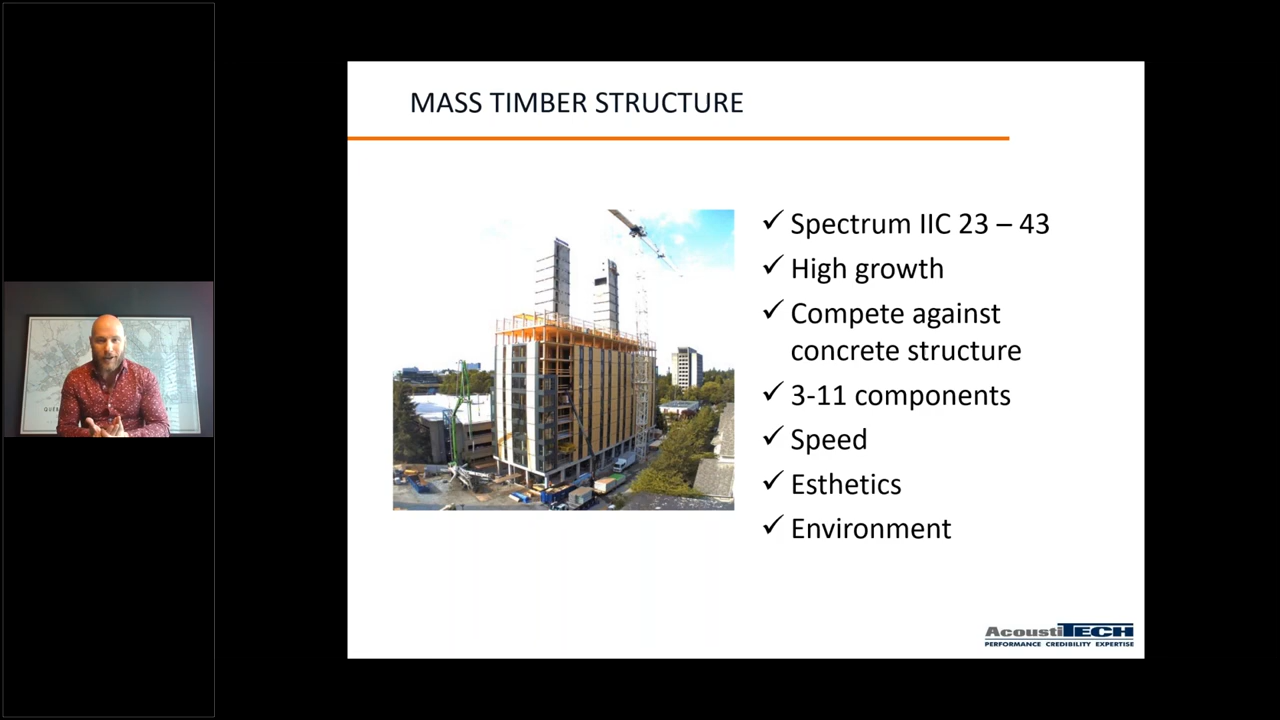 MASS TIMBER STRUCTURE
✓ Spectrum IIC 23 – 43
✓ High growth
✓ Compete against
concrete structure
✓ 3-11 components
✓ Speed
✓ Esthetics
✓ Environment
AcoustiTECH
PERFORMANCE CREDIBILITY EXPERTISE